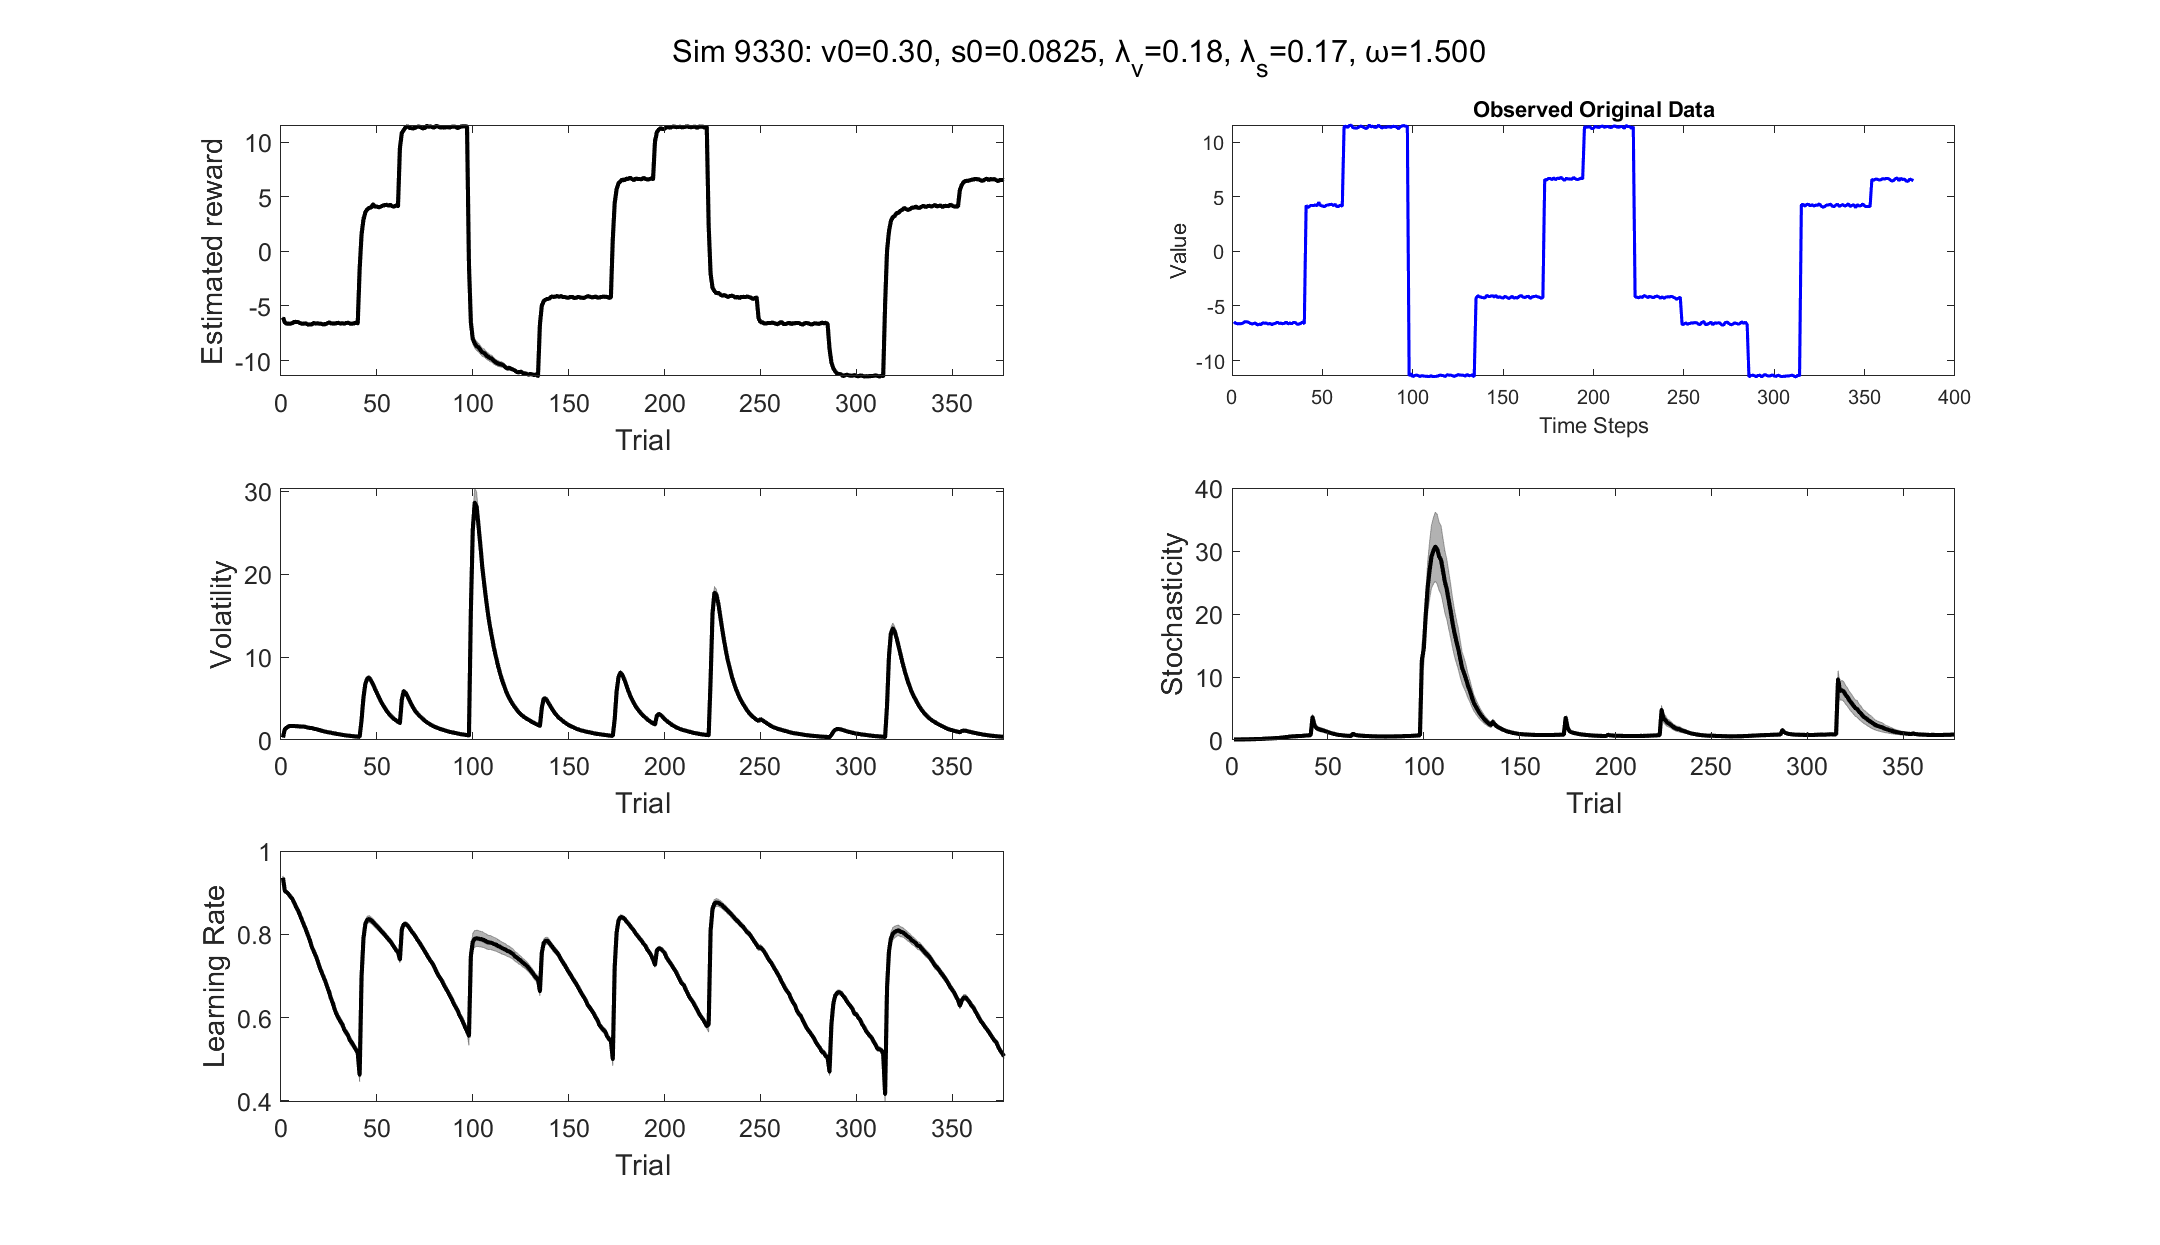 Sim 9330: v0=0.30, s0=0.0825, λv=0.18, λs=0.17, ω=1.500
Estimated reward
10
5
0
-5
-10
0 50 100 150 200 250 300 350
Trial
Observed Original Data
Value
10
5
0
-5
-10
0 50 100 150 200 250 300 350 400
Time Steps
Volatility
30
20
10
0
0 50 100 150 200 250 300 350
Trial
Stochasticity
40
30
20
10
0
0 50 100 150 200 250 300 350
Trial
Learning Rate
1
0.8
0.6
0.4
0 50 100 150 200 250 300 350
Trial